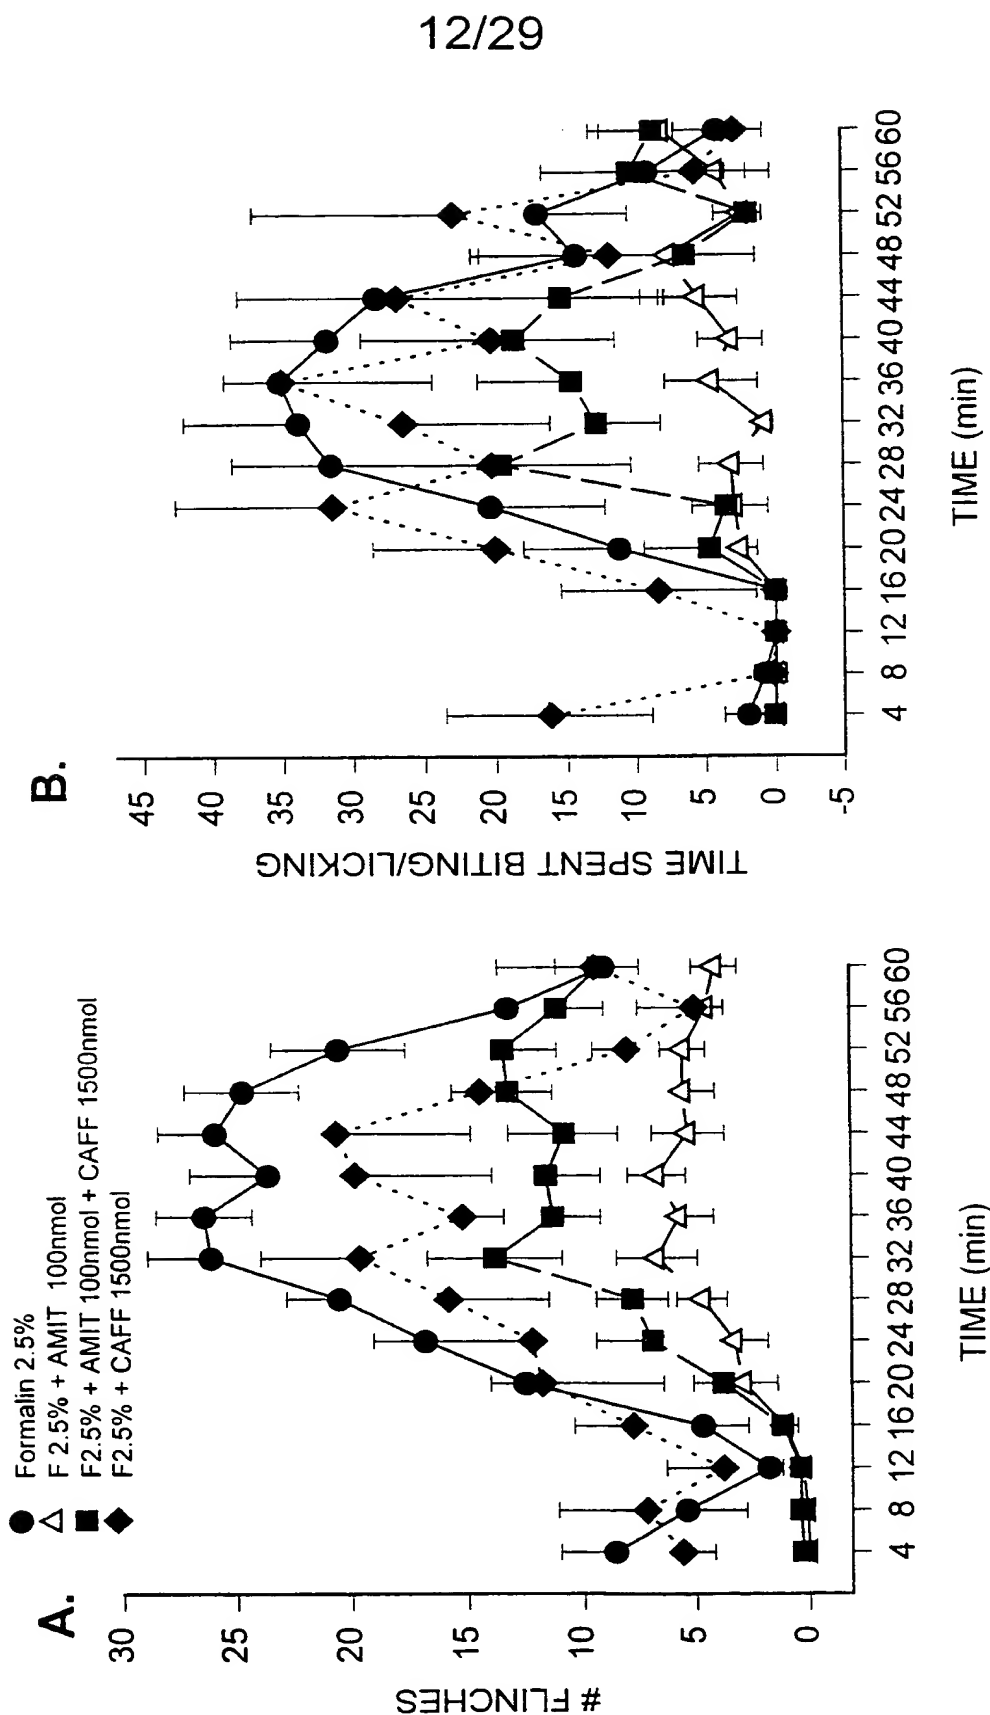 12/29
A.
Formalin 2.5%
F 2.5% + AMIT 100nmol
F2.5% + AMIT 100nmol + CAFF 1500nmol
F2.5% + CAFF 1500nmol
# FLINCHES
30
25
20
15
10
5
0
4 8 12 16 20 24 28 32 36 40 44 48 52 56 60
TIME (min)
B.
TIME SPENT BITING/LICKING
45
40
35
30
25
20
15
10
5
0
-5
4 8 12 16 20 24 28 32 36 40 44 48 52 56 60
TIME (min)